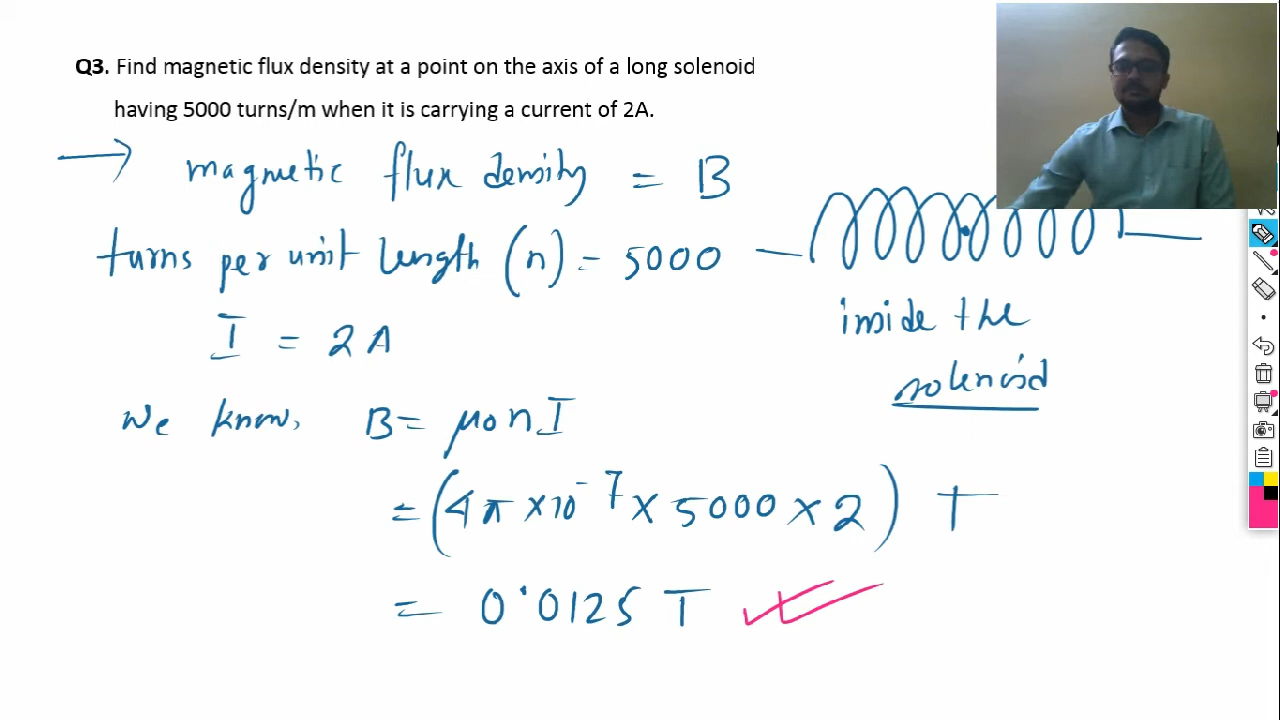 Q3. Find magnetic flux density at a point on the axis of a long solenoid
having 5000 turns/m when it is carrying a current of 2A.
→ magnetic flux density = B
turns per unit length (n) = 5000
I = 2A
inside the
solenoid
We know, B = μ0 n I
= (4π × 10^-7 × 5000 × 2) T
= 0.0125 T